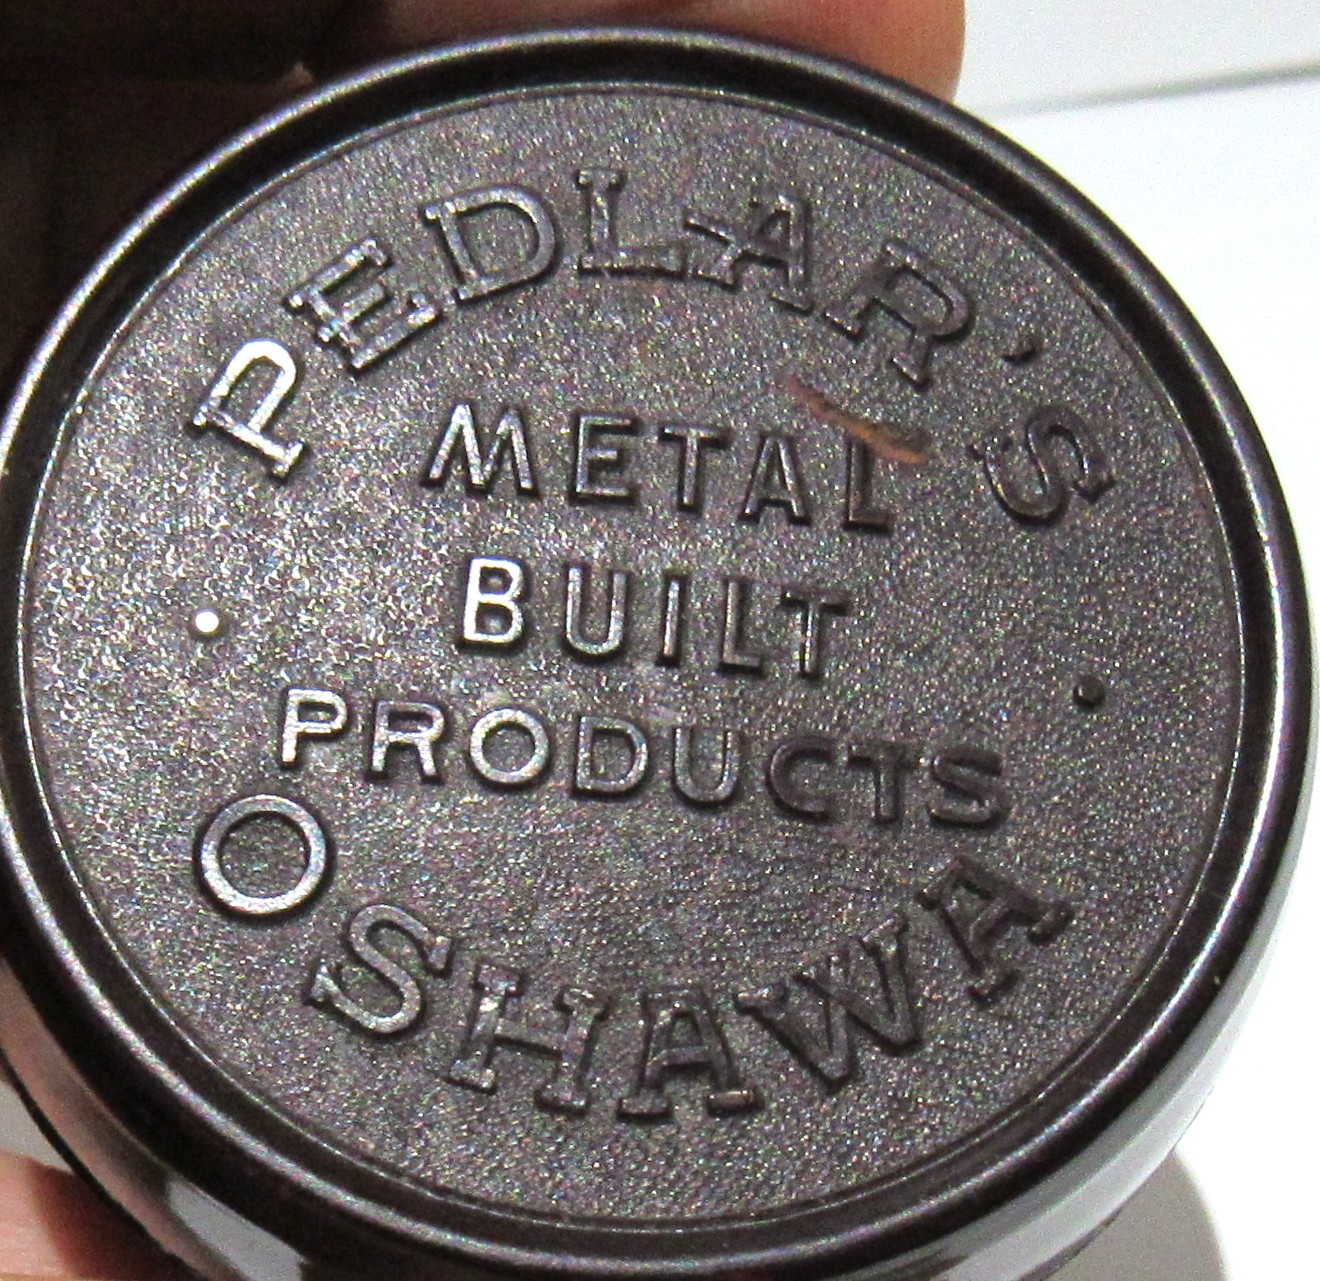 PEDLAR'S
METAL
BUILT
PRODUCTS
OSHAWA